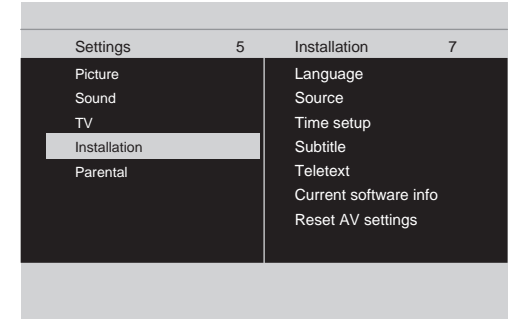 Settings 5
Picture
Sound
TV
Installation
Parental
Installation 7
Language
Source
Time setup
Subtitle
Teletext
Current software info
Reset AV settings